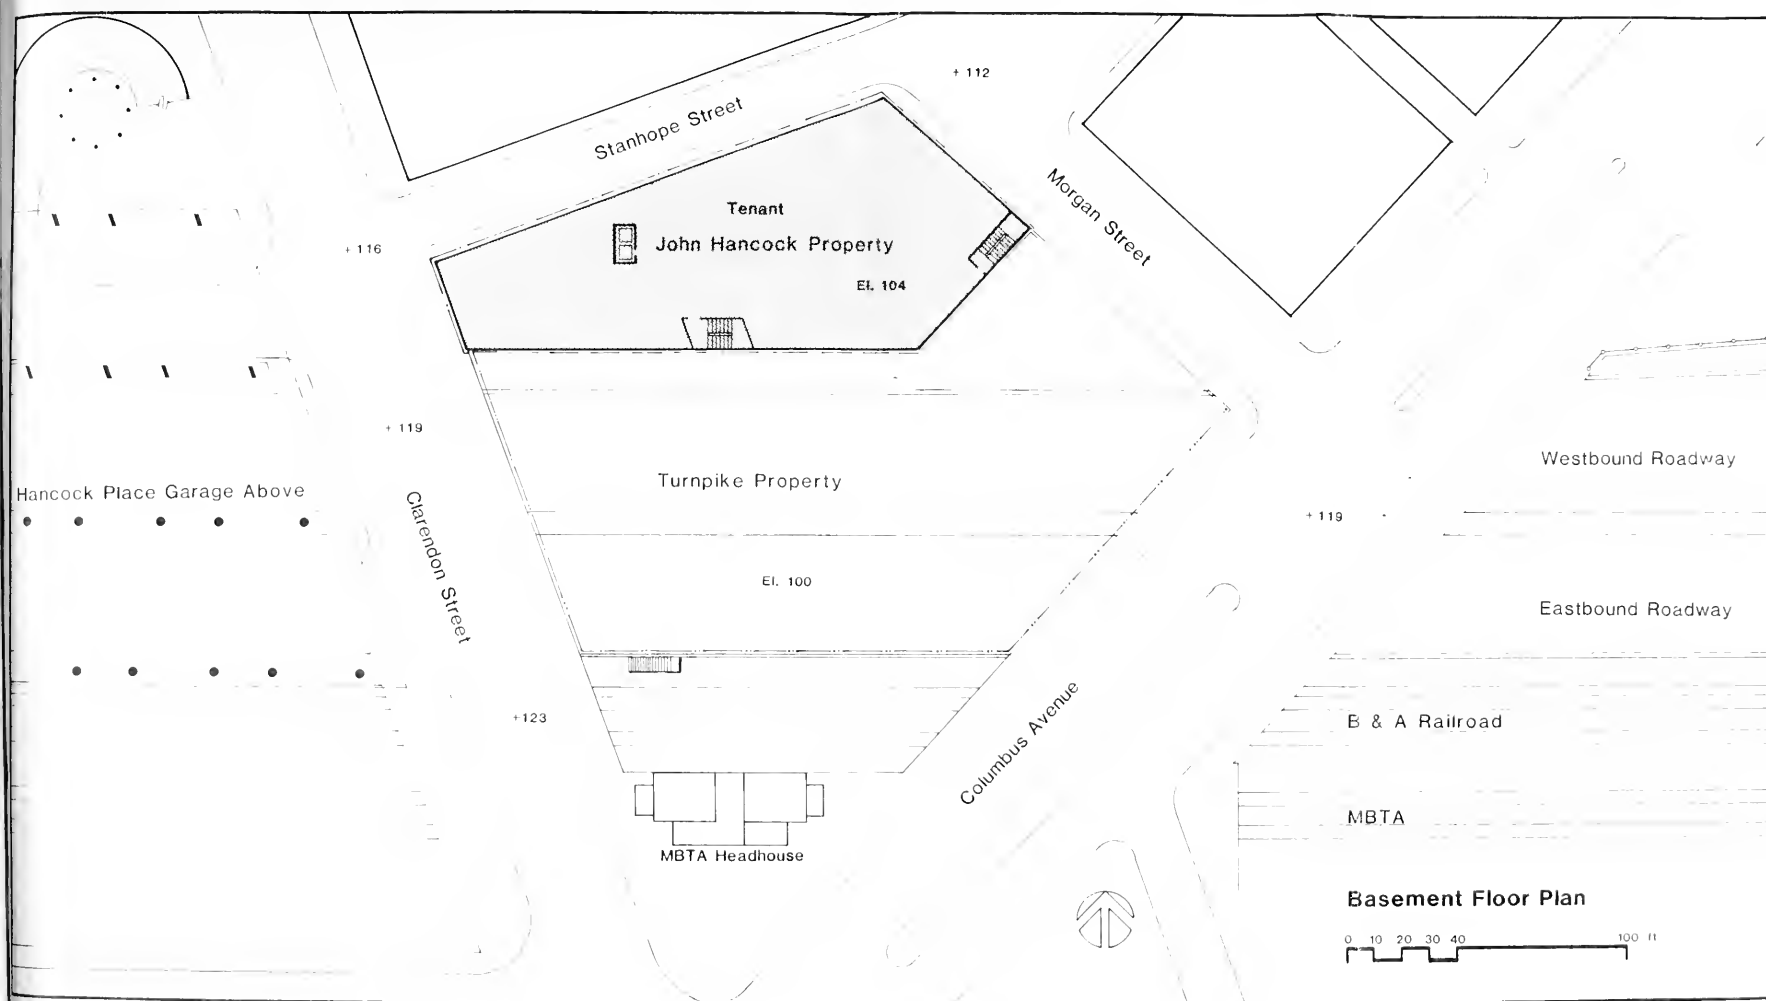 + 112
Stanhope Street
Morgan Street
Tenant
John Hancock Property
+ 116
El. 104
+ 119
Westbound Roadway
Turnpike Property
Hancock Place Garage Above
+ 119
Clarendon Street
El. 100
Eastbound Roadway
+123
B & A Railroad
Columbus Avenue
MBTA
MBTA Headhouse
Basement Floor Plan
0 10 20 30 40 100 ft